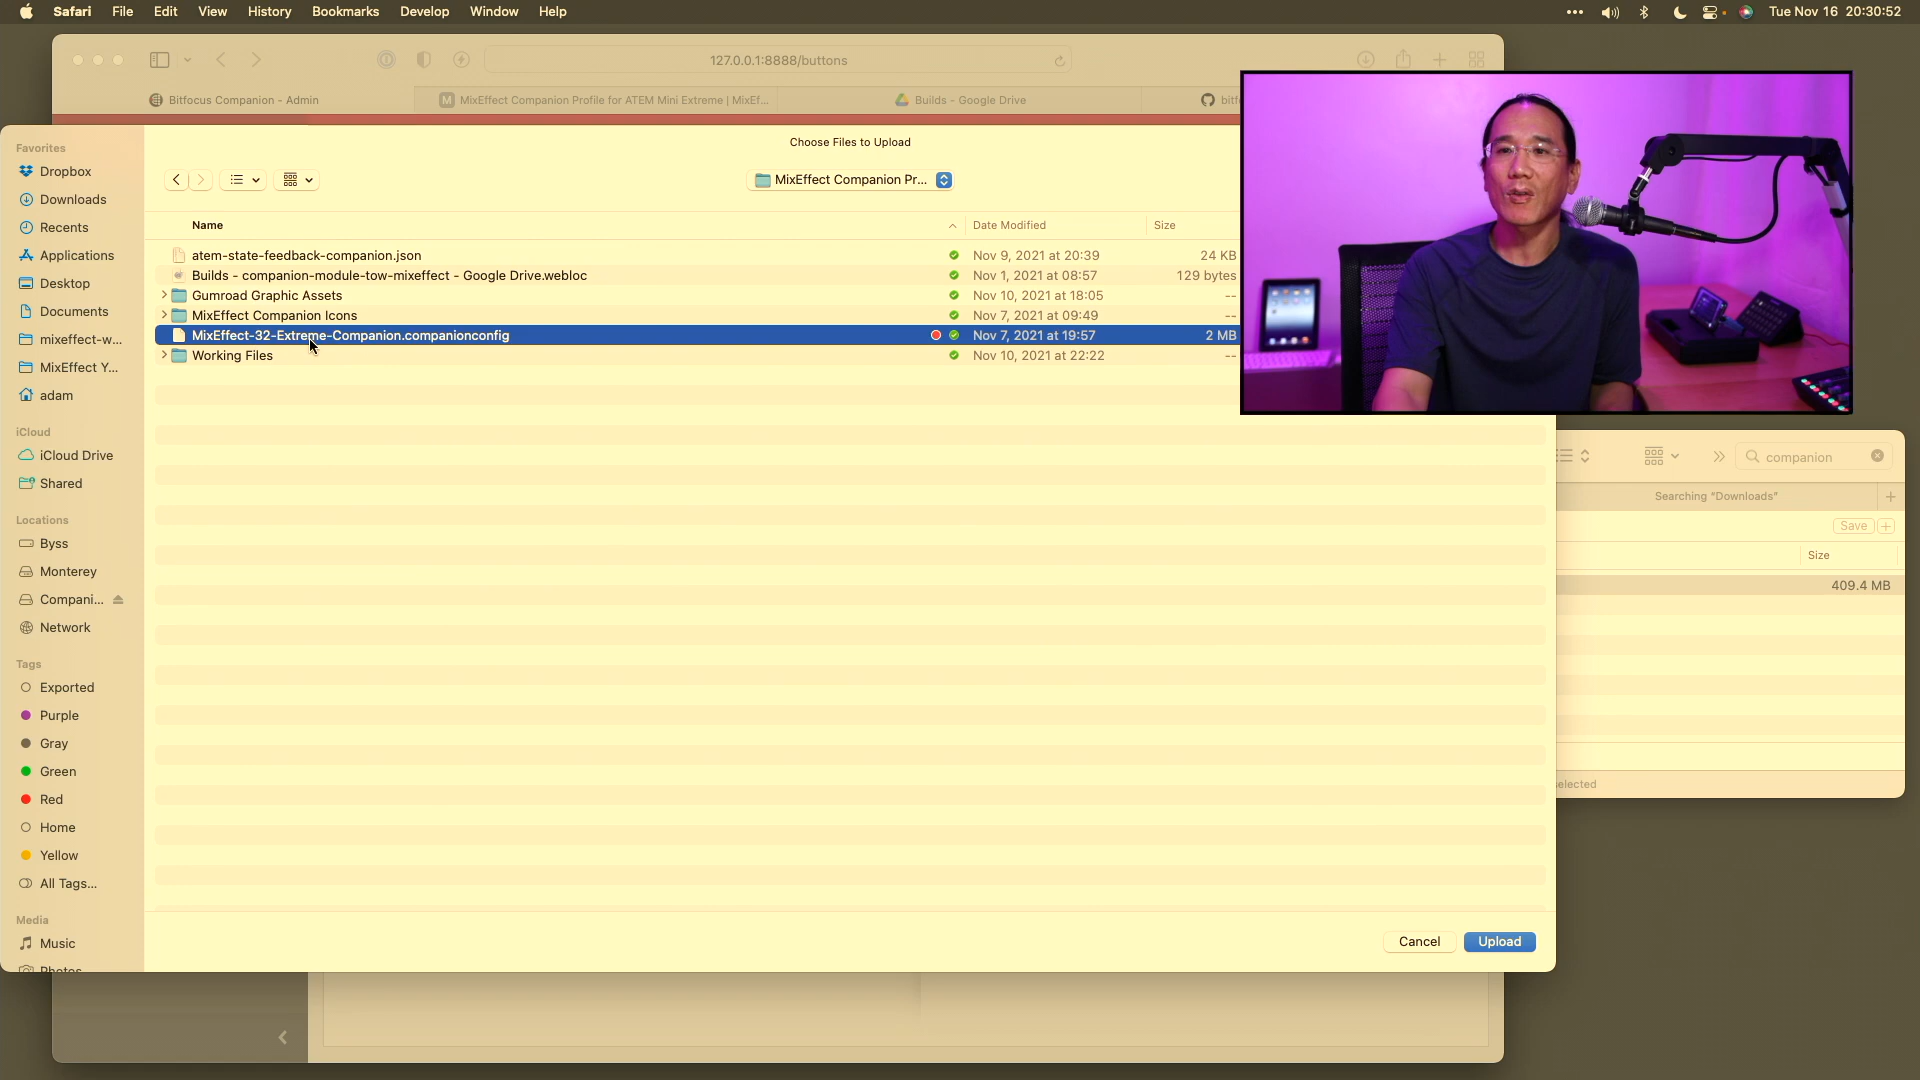 Safari File Edit View History Bookmarks Develop Window Help
Tue Nov 16 20:30:52
127.0.0.1:8888/buttons
Bitfocus Companion - Admin
MixEffect Companion Profile for ATEM Mini Extreme | MixEf...
Builds - Google Drive
Choose Files to Upload
MixEffect Companion Pr...
Name
Date Modified
Size
atem-state-feedback-companion.json Nov 9, 2021 at 20:39 24 KB
Builds - companion-module-tow-mixeffect - Google Drive.webloc Nov 1, 2021 at 08:57 129 bytes
Gumroad Graphic Assets Nov 10, 2021 at 18:05 --
MixEffect Companion Icons Nov 7, 2021 at 09:49 --
MixEffect-32-Extreme-Companion.companionconfig Nov 7, 2021 at 19:57 2 MB
Working Files Nov 10, 2021 at 22:22 --
Favorites
Dropbox
Downloads
Recents
Applications
Desktop
Documents
mixeffect-w...
MixEffect Y...
adam
iCloud
iCloud Drive
Shared
Locations
Byss
Monterey
Compani...
Network
Tags
Exported
Purple
Gray
Green
Red
Home
Yellow
All Tags...
Media
Music
Photos
Cancel
Upload
companion
Searching "Downloads"
Save
Size
409.4 MB
selected